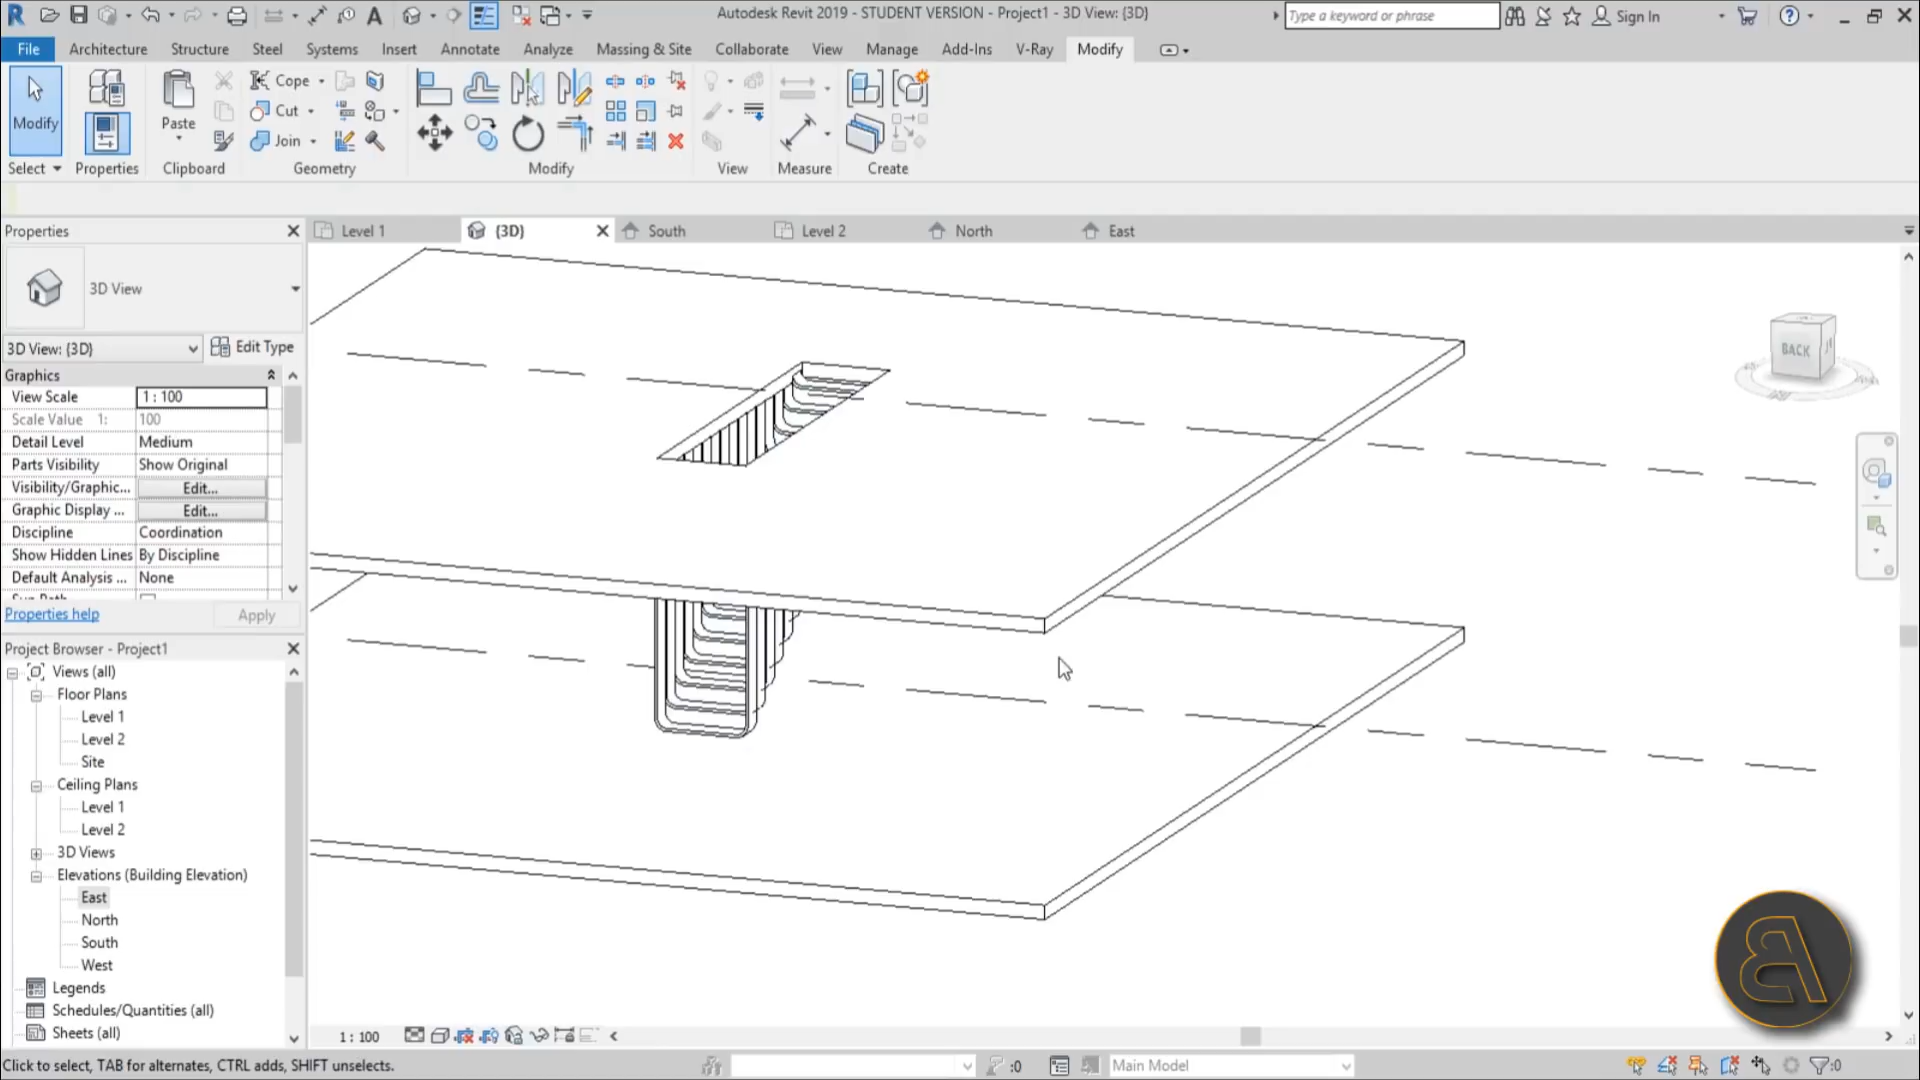 Autodesk Revit 2019 - STUDENT VERSION - Project1 - 3D View: {3D}
Type a keyword or phrase
Sign In
File
Architecture
Structure
Steel
Systems
Insert
Annotate
Analyze
Massing & Site
Collaborate
View
Manage
Add-Ins
V-Ray
Modify
Modify
Paste
Cope
Cut
Join
Select
Properties
Clipboard
Geometry
Modify
View
Measure
Create
Properties
Level 1
{3D}
South
Level 2
North
East
3D View
3D View: {3D}
Edit Type
Graphics
View Scale 1 : 100
Scale Value 1: 100
Detail Level Medium
Parts Visibility Show Original
Visibility/Graphic... Edit...
Graphic Display ... Edit...
Discipline Coordination
Show Hidden Lines By Discipline
Default Analysis ... None
Properties help
Apply
Project Browser - Project1
Views (all)
Floor Plans
Level 1
Level 2
Site
Ceiling Plans
Level 1
Level 2
3D Views
Elevations (Building Elevation)
East
North
South
West
Legends
Schedules/Quantities (all)
Sheets (all)
BACK
1 : 100
Click to select, TAB for alternates, CTRL adds, SHIFT unselects.
:0
Main Model
:0